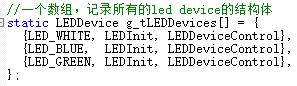 //一个数组，记录所有的led device的结构体
static LEDDevice g_tLEDDevices[] = {
{LED_WHITE, LEDInit, LEDDeviceControl},
{LED_BLUE, LEDInit, LEDDeviceControl},
{LED_GREEN, LEDInit, LEDDeviceControl},
};